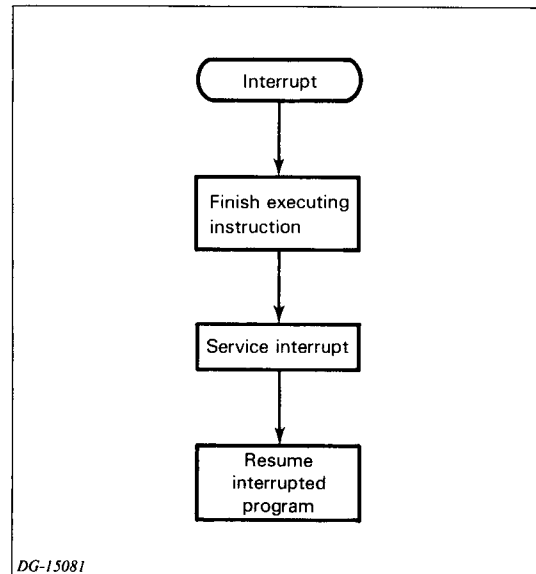 Interrupt
Finish executing
instruction
Service interrupt
Resume
interrupted
program
DG-15081